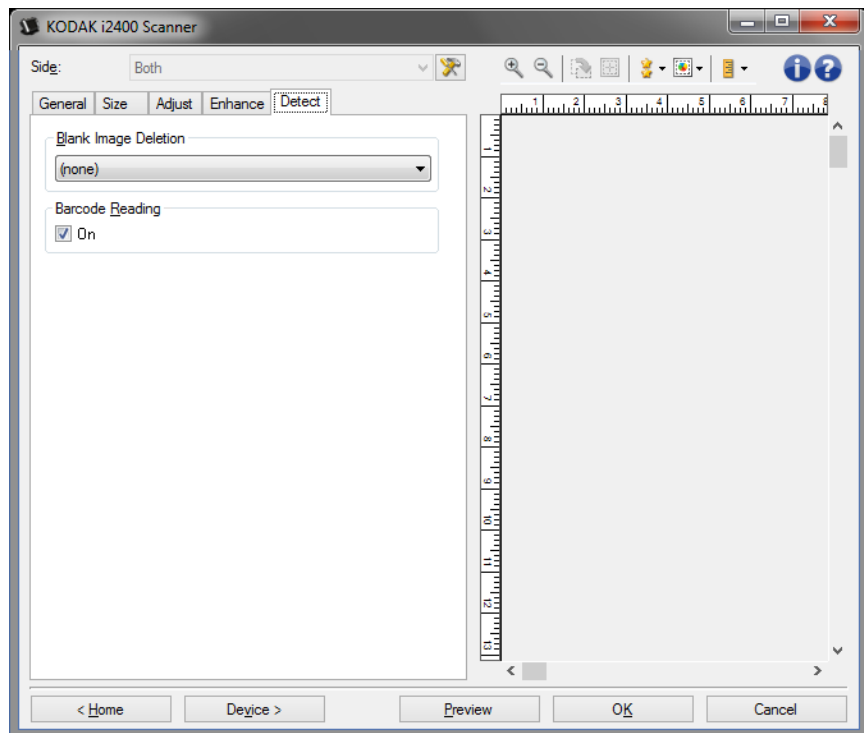 KODAK i2400 Scanner
Side: Both
General Size Adjust Enhance Detect
Blank Image Deletion
(none)
Barcode Reading
On
1 2 3 4 5 6 7 8
1
2
3
4
5
6
7
8
9
10
11
12
13
< Home Device > Preview OK Cancel